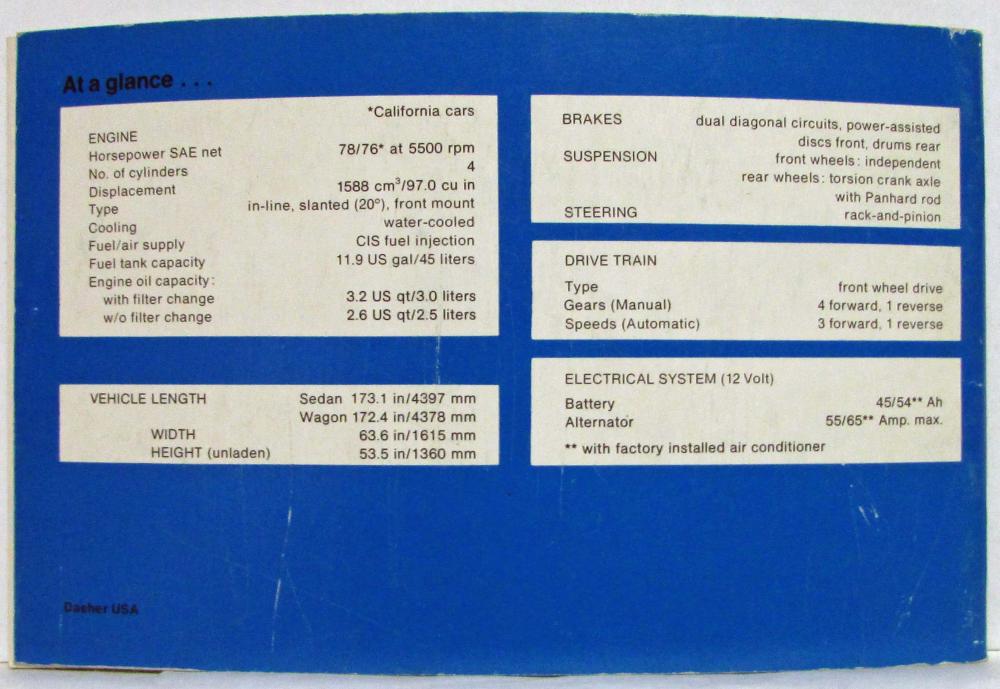 At a glance . . .
*California cars
ENGINE
Horsepower SAE net 78/76* at 5500 rpm
No. of cylinders 4
Displacement 1588 cm³/97.0 cu in
Type in-line, slanted (20°), front mount
Cooling water-cooled
Fuel/air supply CIS fuel injection
Fuel tank capacity 11.9 US gal/45 liters
Engine oil capacity:
with filter change 3.2 US qt/3.0 liters
w/o filter change 2.6 US qt/2.5 liters
VEHICLE LENGTH Sedan 173.1 in/4397 mm
Wagon 172.4 in/4378 mm
WIDTH 63.6 in/1615 mm
HEIGHT (unladen) 53.5 in/1360 mm
BRAKES dual diagonal circuits, power-assisted
discs front, drums rear
SUSPENSION front wheels: independent
rear wheels: torsion crank axle
with Panhard rod
STEERING rack-and-pinion
DRIVE TRAIN
Type front wheel drive
Gears (Manual) 4 forward, 1 reverse
Speeds (Automatic) 3 forward, 1 reverse
ELECTRICAL SYSTEM (12 Volt)
Battery 45/54** Ah
Alternator 55/65** Amp. max.
** with factory installed air conditioner
Dasher USA